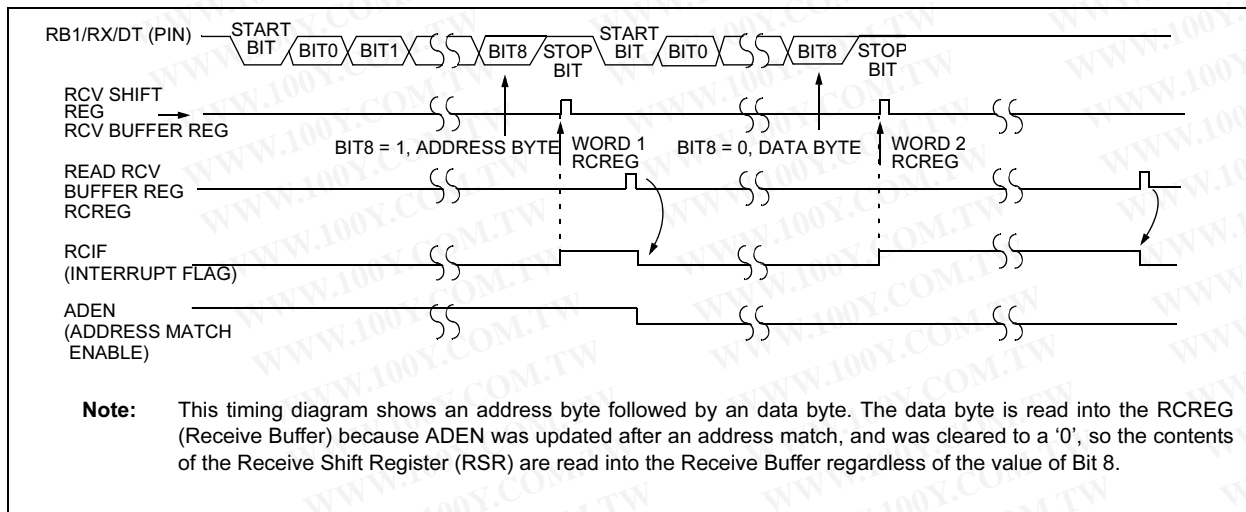 RB1/RX/DT (PIN)
START
BIT
BIT0
BIT1
BIT8
STOP
BIT
START
BIT
BIT0
BIT8
STOP
BIT
RCV SHIFT
REG
RCV BUFFER REG
BIT8 = 1, ADDRESS BYTE
WORD 1
RCREG
BIT8 = 0, DATA BYTE
WORD 2
RCREG
READ RCV
BUFFER REG
RCREG
RCIF
(INTERRUPT FLAG)
ADEN
(ADDRESS MATCH
ENABLE)
Note: This timing diagram shows an address byte followed by an data byte. The data byte is read into the RCREG
(Receive Buffer) because ADEN was updated after an address match, and was cleared to a ‘0’, so the contents
of the Receive Shift Register (RSR) are read into the Receive Buffer regardless of the value of Bit 8.
WWW.100Y.COM.TW